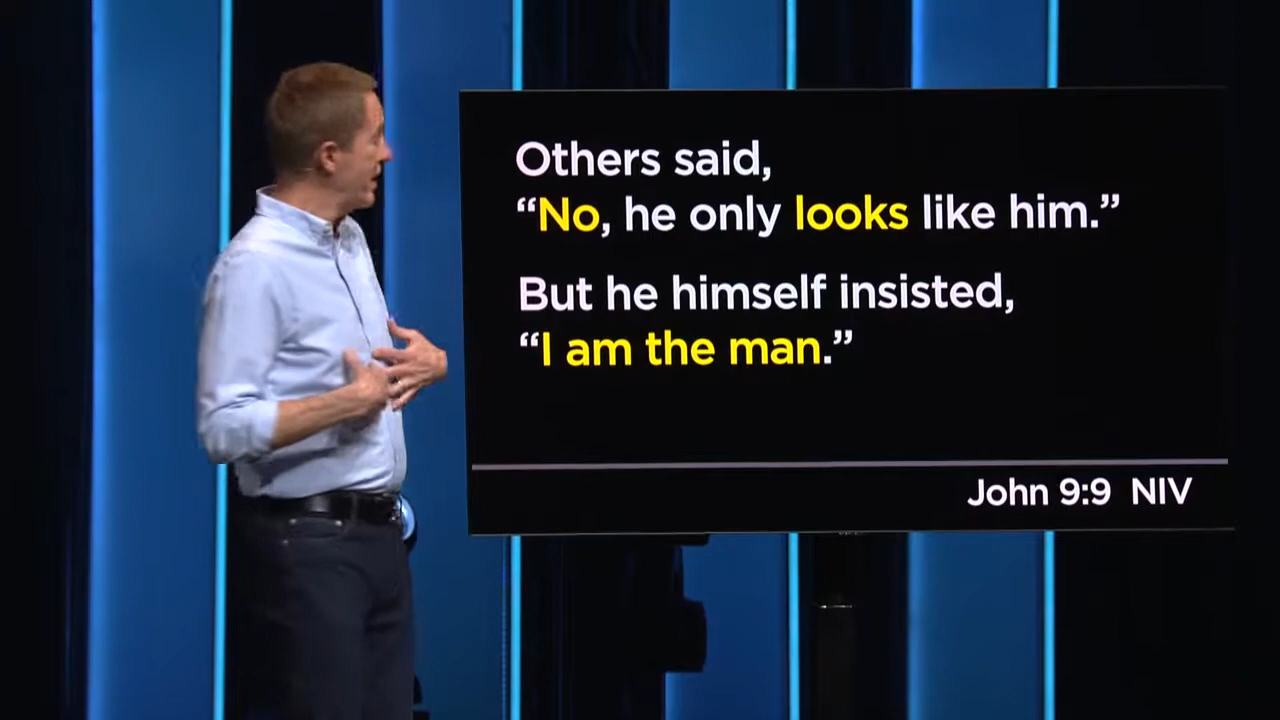 Others said,
“No, he only looks like him.”
But he himself insisted,
“I am the man.”
John 9:9 NIV